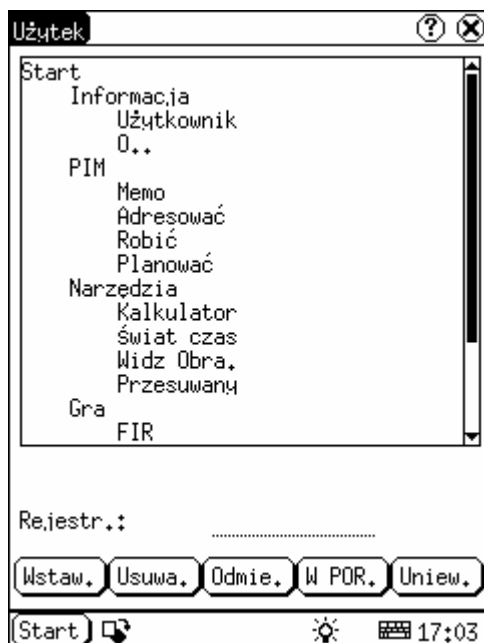 Użytek
Start
Informacja
Użytkownik
O..
PIM
Memo
Adresować
Robić
Planować
Narzędzia
Kalkulator
świat czas
Widz Obra.
Przesuwany
Gra
FIR
Rejestr.:
Wstaw. Usuwa. Odmie. W POR. Uniew.
Start 17:03